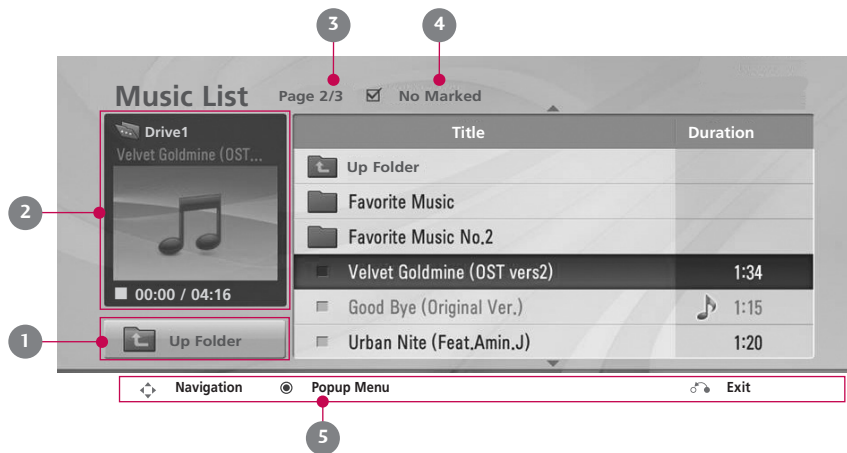 3 4
Music List Page 2/3 No Marked
Drive1
Velvet Goldmine (OST...
00:00 / 04:16
Up Folder
Title Duration
Up Folder
Favorite Music
Favorite Music No.2
Velvet Goldmine (OST vers2) 1:34
Good Bye (Original Ver.) 1:15
Urban Nite (Feat.Amin.J) 1:20
2
1
Navigation Popup Menu Exit
5